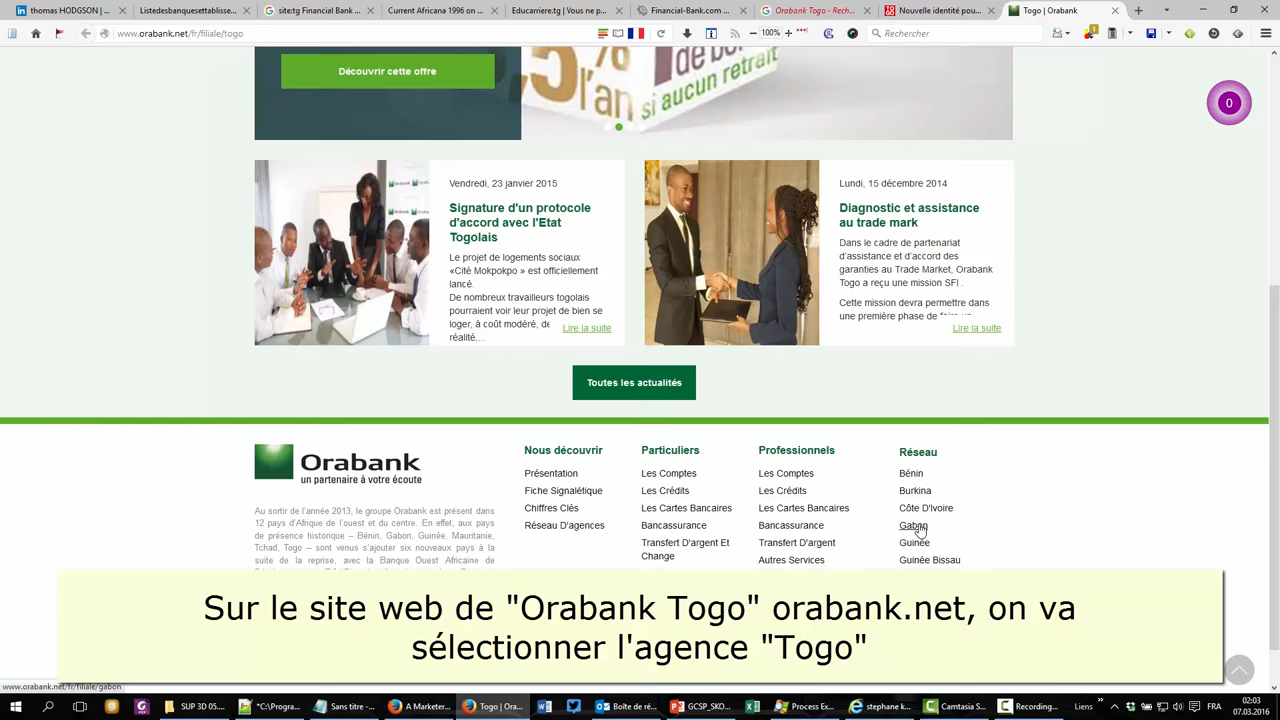 thomas HODGSON |
Listedesbanquesetablliss...
site:tg Financial Afrik
Financial Afrique 1996 on ...
Educarriere.tg - Mini...
agencial-Bank.com - ...
Orabank Togo - Rech...
Nouvelle identité pou...
Togo | Orabank
www.orabank.net/fr/filiale/togo
100%
Rechercher
0
Découvrir cette offre
5%
l'an
de bo
si aucun retrait
Vendredi, 23 janvier 2015
Signature d'un protocole
d'accord avec l'Etat
Togolais
Le projet de logements sociaux
«Cité Mokpokpo » est officiellement
lancé.
De nombreux travailleurs togolais
pourraient voir leur projet de bien se
loger, à coût modéré, de
réalité,...
Lire la suite
Lundi, 15 décembre 2014
Diagnostic et assistance
au trade mark
Dans le cadre de partenariat
d'assistance et d'accord des
garanties au Trade Market, Orabank
Togo a reçu une mission SFI .
Cette mission devra permettre dans
une première phase de faire un
Lire la suite
Toutes les actualités
Orabank
un partenaire à votre écoute
Au sortir de l'année 2013, le groupe Orabank est présent dans
12 pays d'Afrique de l'ouest et du centre. En effet, aux pays
de présence historique – Bénin, Gabon, Guinée, Mauritanie,
Tchad, Togo – sont venus s'ajouter six nouveaux pays à la
suite de la reprise, avec la Banque Ouest Africaine de
Nous découvrir
Présentation
Fiche Signalétique
Chiffres Clés
Réseau D'agences
Particuliers
Les Comptes
Les Crédits
Les Cartes Bancaires
Bancassurance
Transfert D'argent Et
Change
Professionnels
Les Comptes
Les Crédits
Les Cartes Bancaires
Bancassurance
Transfert D'argent
Autres Services
Réseau
Bénin
Burkina
Côte D'Ivoire
Gabon
Guinée
Guinée Bissau
Sur le site web de "Orabank Togo" orabank.net, on va
sélectionner l'agence "Togo"
www.orabank.net/fr/filiale/gabon
SUP 3D 05...
*C:\Progra...
Sans titre -...
A Marketer...
Togo | Ora...
Boîte de ré...
GCSP_SKO...
Process Ex...
stephane k...
Camtasia S...
Liens
FRA
02:03
07.03.2016